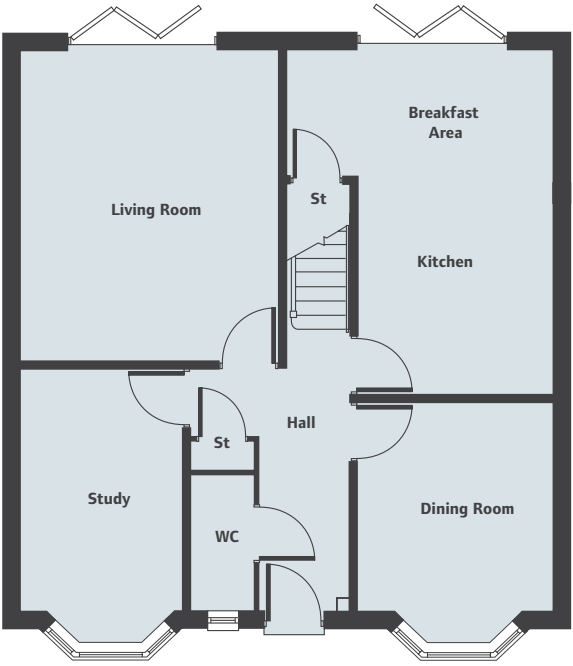 Breakfast
Area
St
Living Room
Kitchen
Hall
St
Study
Dining Room
WC